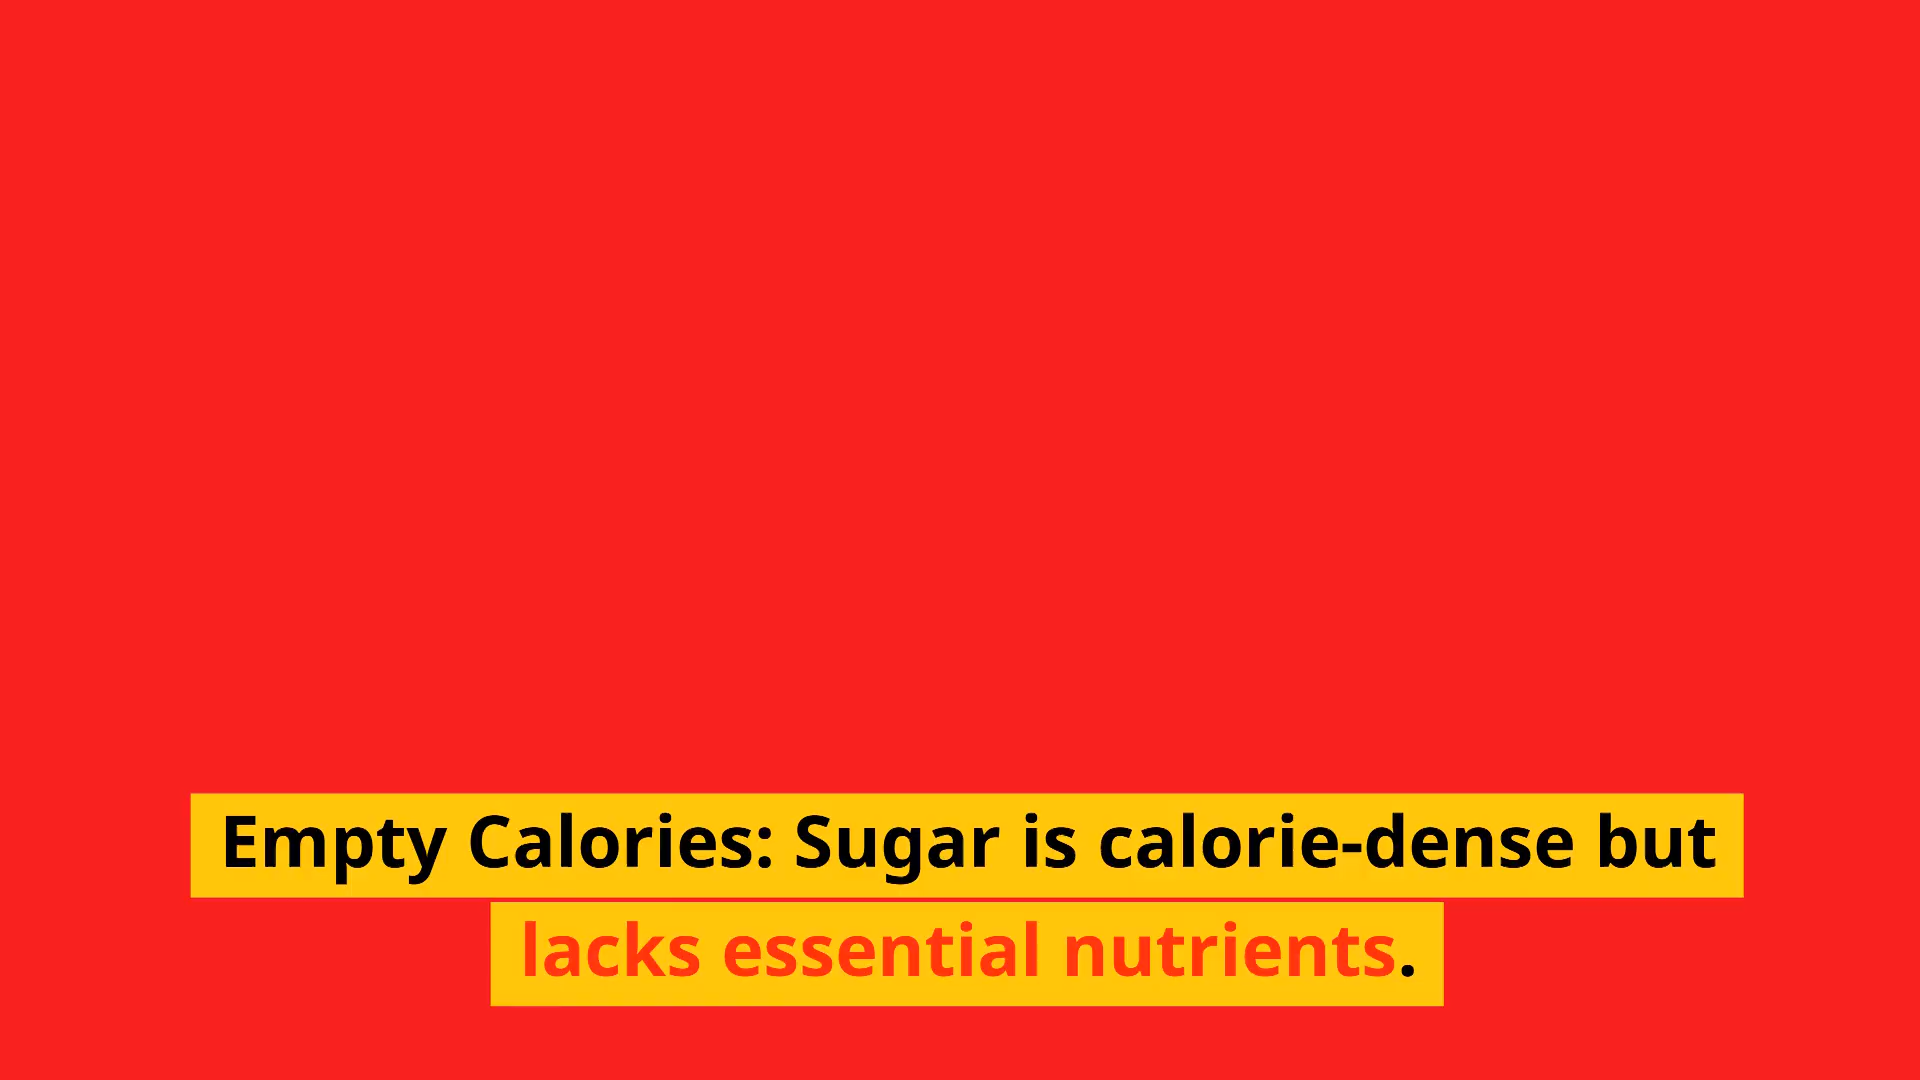 Empty Calories: Sugar is calorie-dense but
lacks essential nutrients.